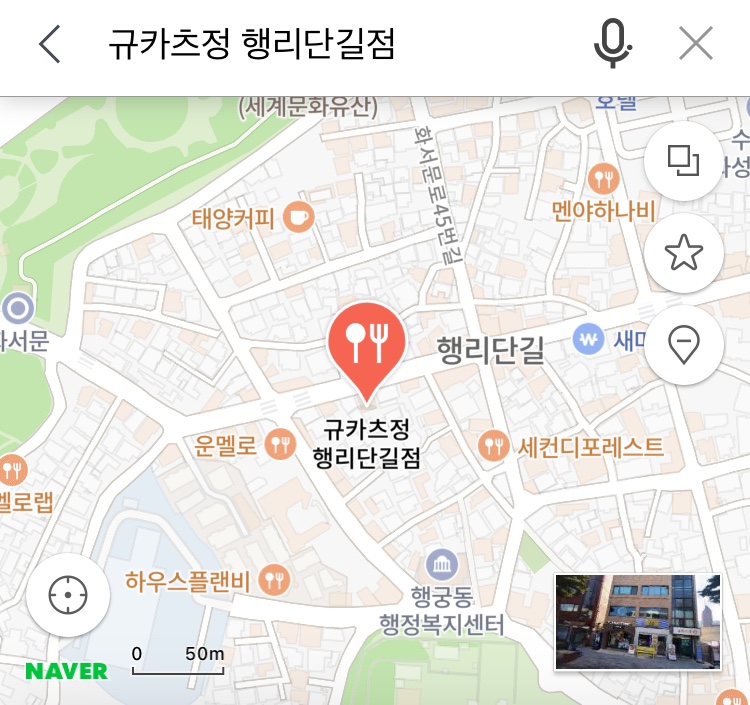 규카츠정 행리단길점
(세계문화유산)
호텔
화서문로45번길
태양커피
멘야하나비
화서문
행리단길
새마
규카츠정
행리단길점
운멜로
세컨디포레스트
멜로랩
하우스플랜비
행궁동
행정복지센터
0 50m
NAVER